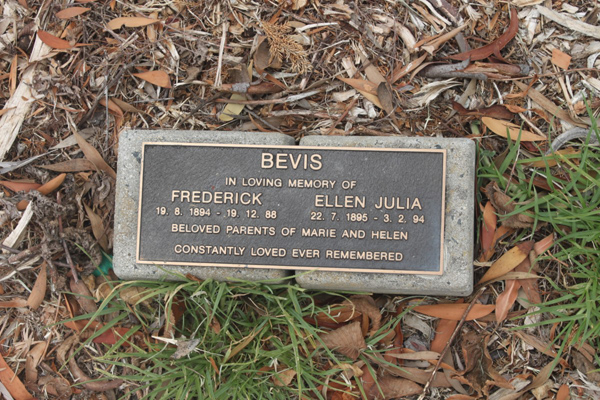 BEVIS
IN LOVING MEMORY OF
FREDERICK ELLEN JULIA
19. 8. 1894 - 19. 12. 88 22. 7. 1895 - 3. 2. 94
BELOVED PARENTS OF MARIE AND HELEN
CONSTANTLY LOVED EVER REMEMBERED